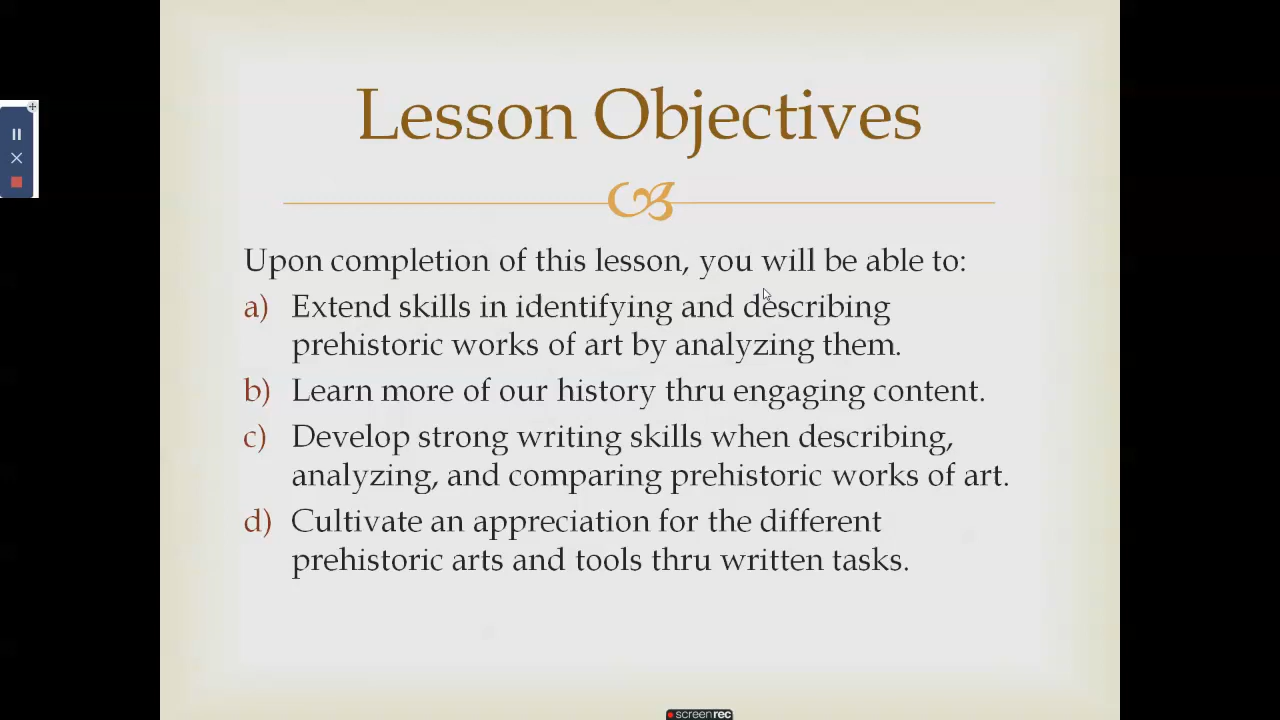 Lesson Objectives
Upon completion of this lesson, you will be able to:
a) Extend skills in identifying and describing
prehistoric works of art by analyzing them.
b) Learn more of our history thru engaging content.
c) Develop strong writing skills when describing,
analyzing, and comparing prehistoric works of art.
d) Cultivate an appreciation for the different
prehistoric arts and tools thru written tasks.
screenrec